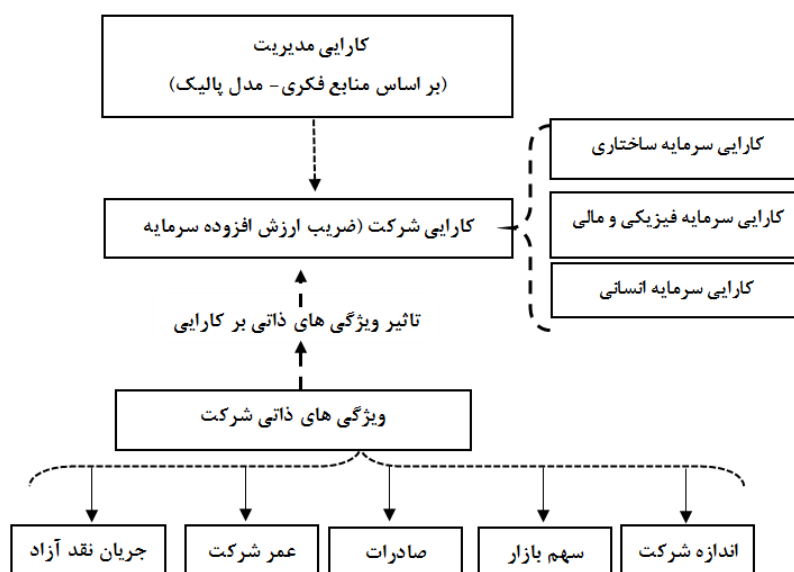 کارایی مدیریت
(بر اساس منابع فکری- مدل پالیک)
کارایی سرمایه ساختاری
کارایی شرکت (ضریب ارزش افزوده سرمایه
کارایی سرمایه فیزیکی و مالی
کارایی سرمایه انسانی
تاثیر ویژگی های ذاتی بر کارایی
ویژگی های ذاتی شرکت
اندازه شرکت
سهم بازار
صادرات
عمر شرکت
جریان نقد آزاد